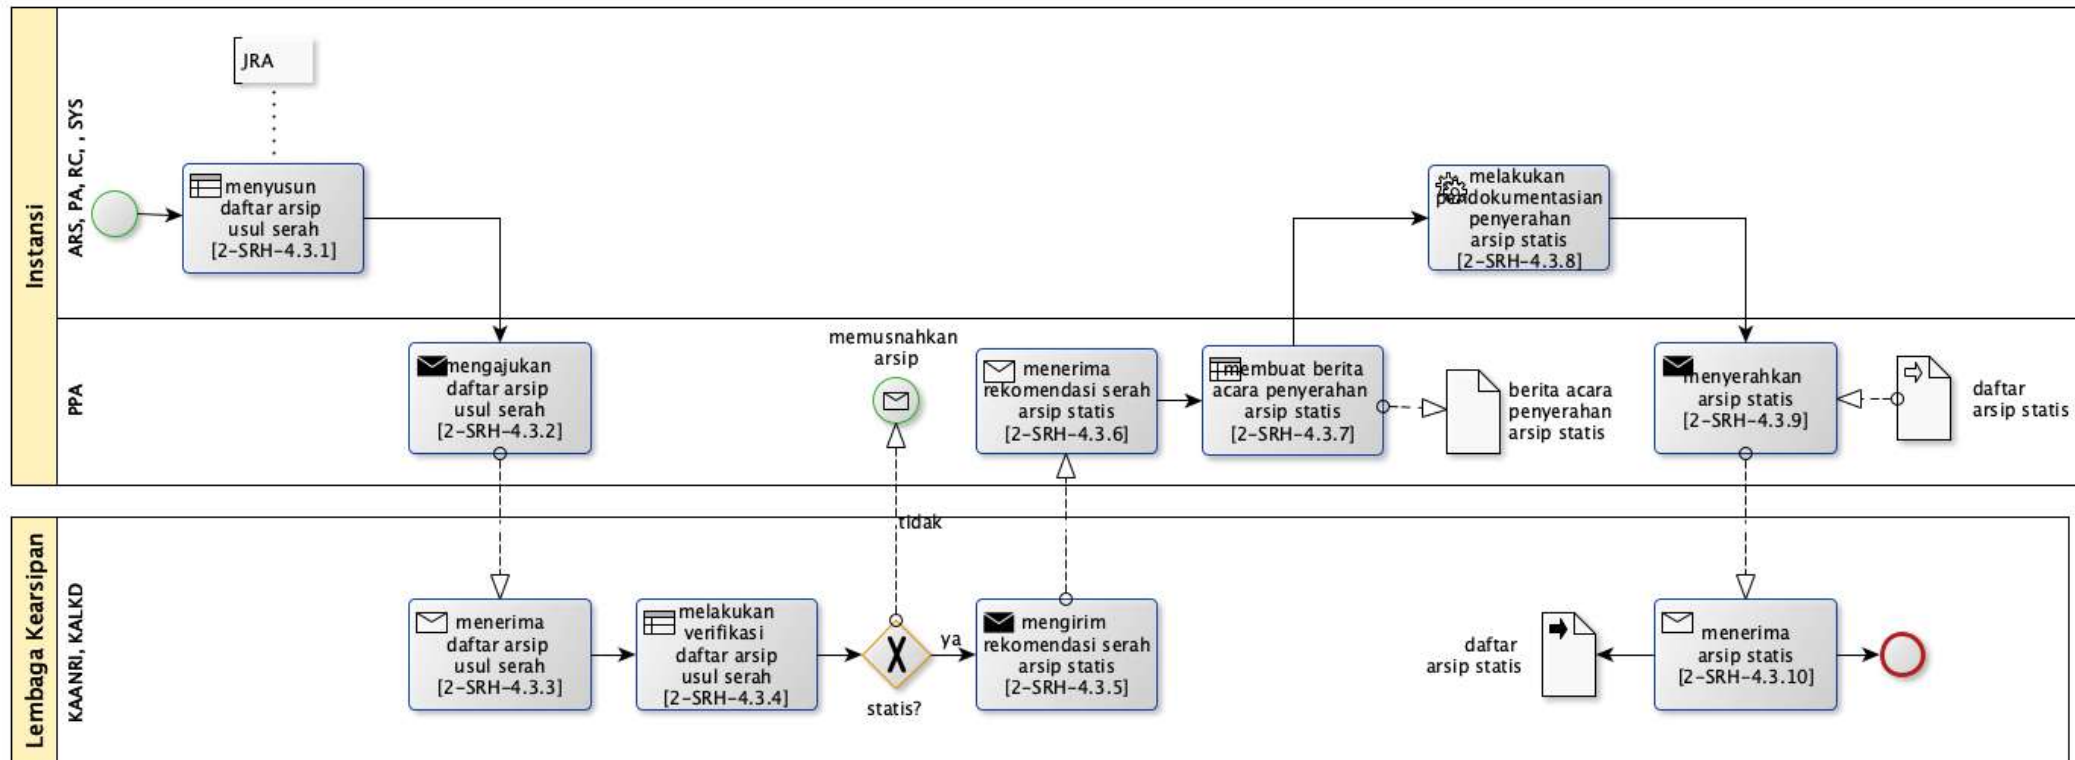 Instansi
ARS, PA, RC, , SYS
JRA
menyusun
daftar arsip
usul serah
[2-SRH-4.3.1]
melakukan
pendokumentasian
penyerahan
arsip statis
[2-SRH-4.3.8]
PPA
mengajukan
daftar arsip
usul serah
[2-SRH-4.3.2]
memusnahkan
arsip
menerima
rekomendasi serah
arsip statis
[2-SRH-4.3.6]
membuat berita
acara penyerahan
arsip statis
[2-SRH-4.3.7]
berita acara
penyerahan
arsip statis
menyerahkan
arsip statis
[2-SRH-4.3.9]
daftar
arsip statis
Lembaga Kearsipan
KAANRI, KALKD
menerima
daftar arsip
usul serah
[2-SRH-4.3.3]
melakukan
verifikasi
daftar arsip
usul serah
[2-SRH-4.3.4]
tidak
X
statis?
ya
mengirim
rekomendasi serah
arsip statis
[2-SRH-4.3.5]
daftar
arsip statis
menerima
arsip statis
[2-SRH-4.3.10]